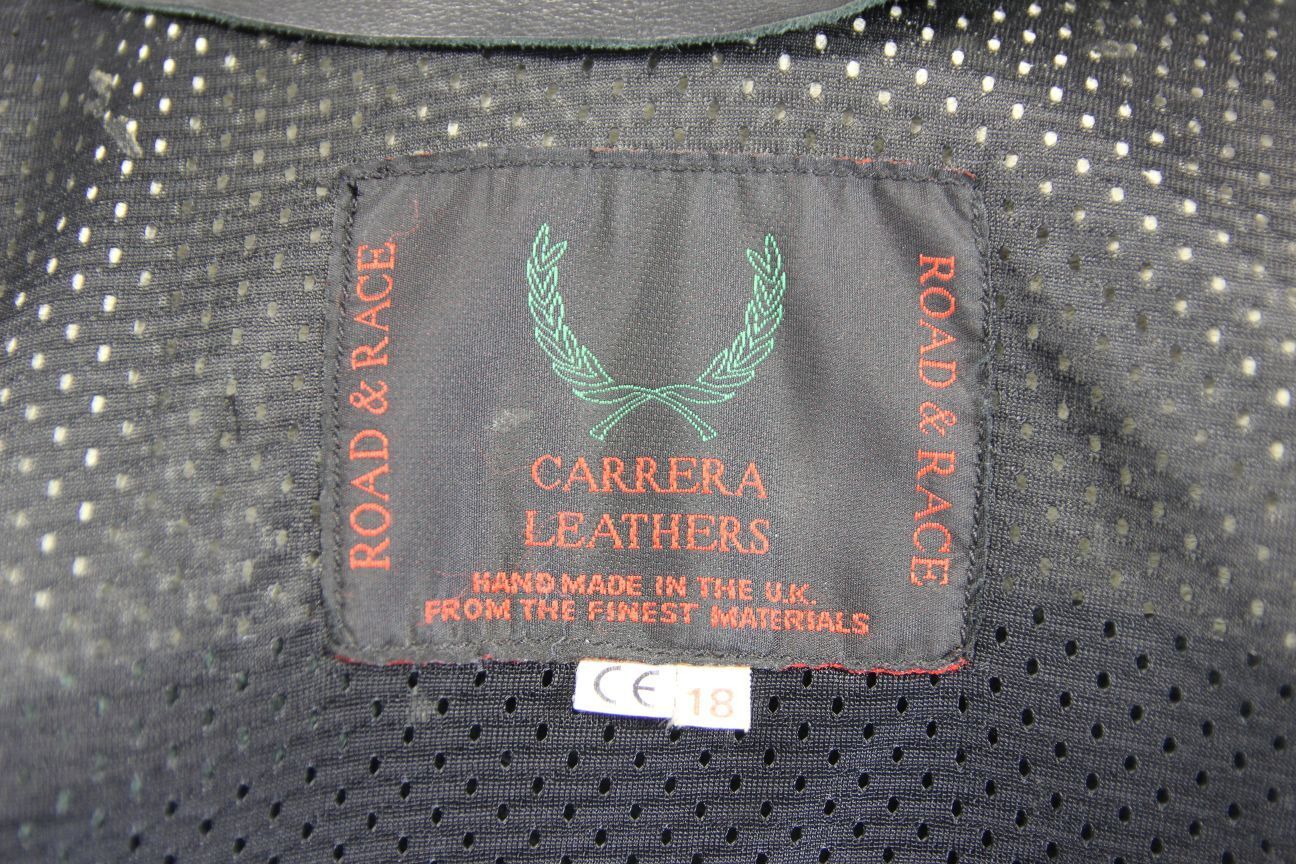 ROAD & RACE
ROAD & RACE
CARRERA
LEATHERS
HAND MADE IN THE U.K.
FROM THE FINEST MATERIALS
CE 18